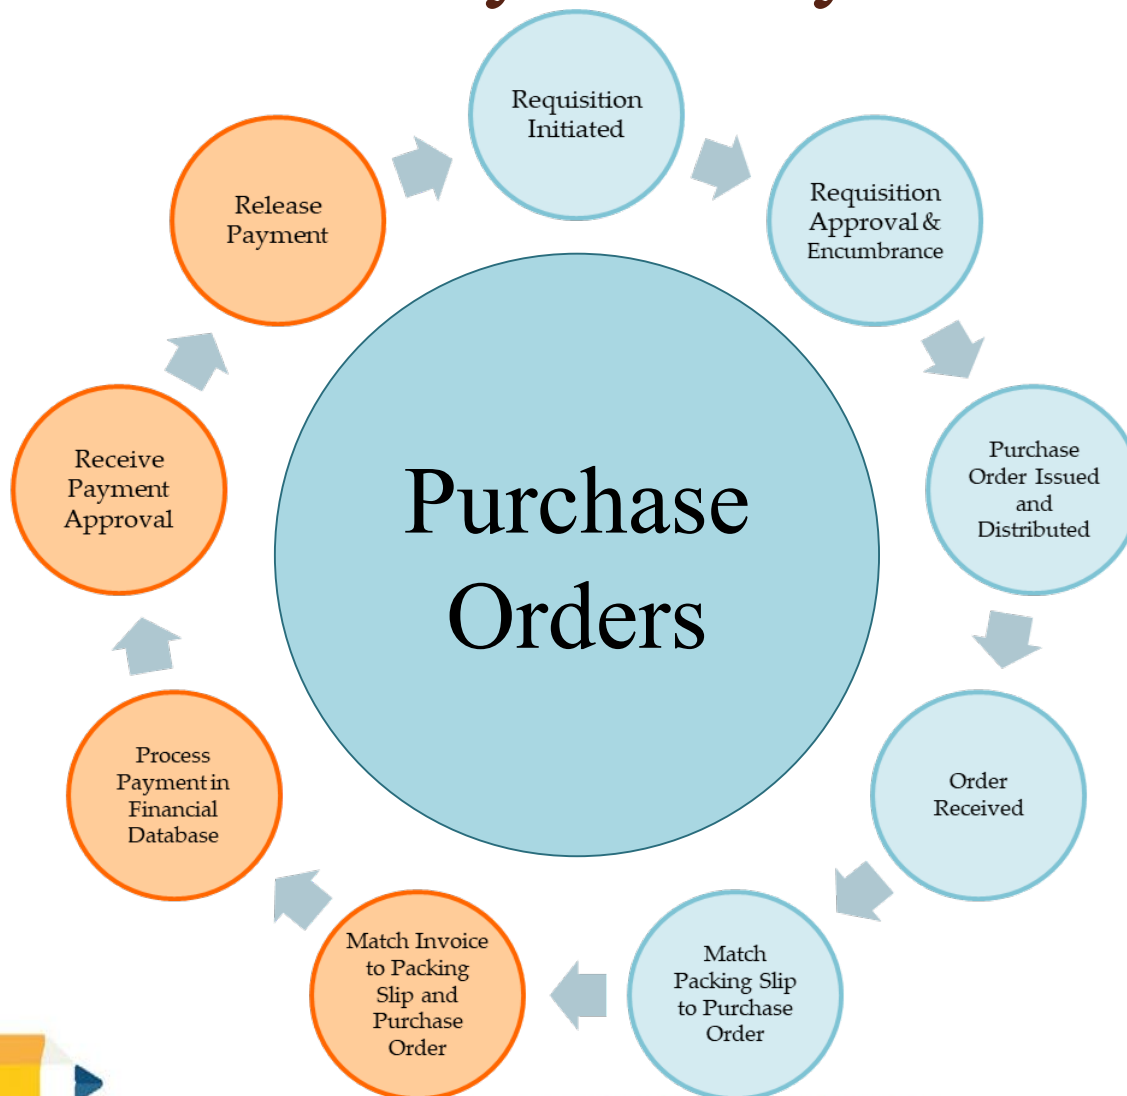 Requisition
Initiated
Requisition
Approval &
Encumbrance
Purchase
Order Issued
and
Distributed
Order
Received
Match
Packing Slip
to Purchase
Order
Match Invoice
to Packing
Slip and
Purchase
Order
Process
Payment in
Financial
Database
Receive
Payment
Approval
Release
Payment
Purchase
Orders